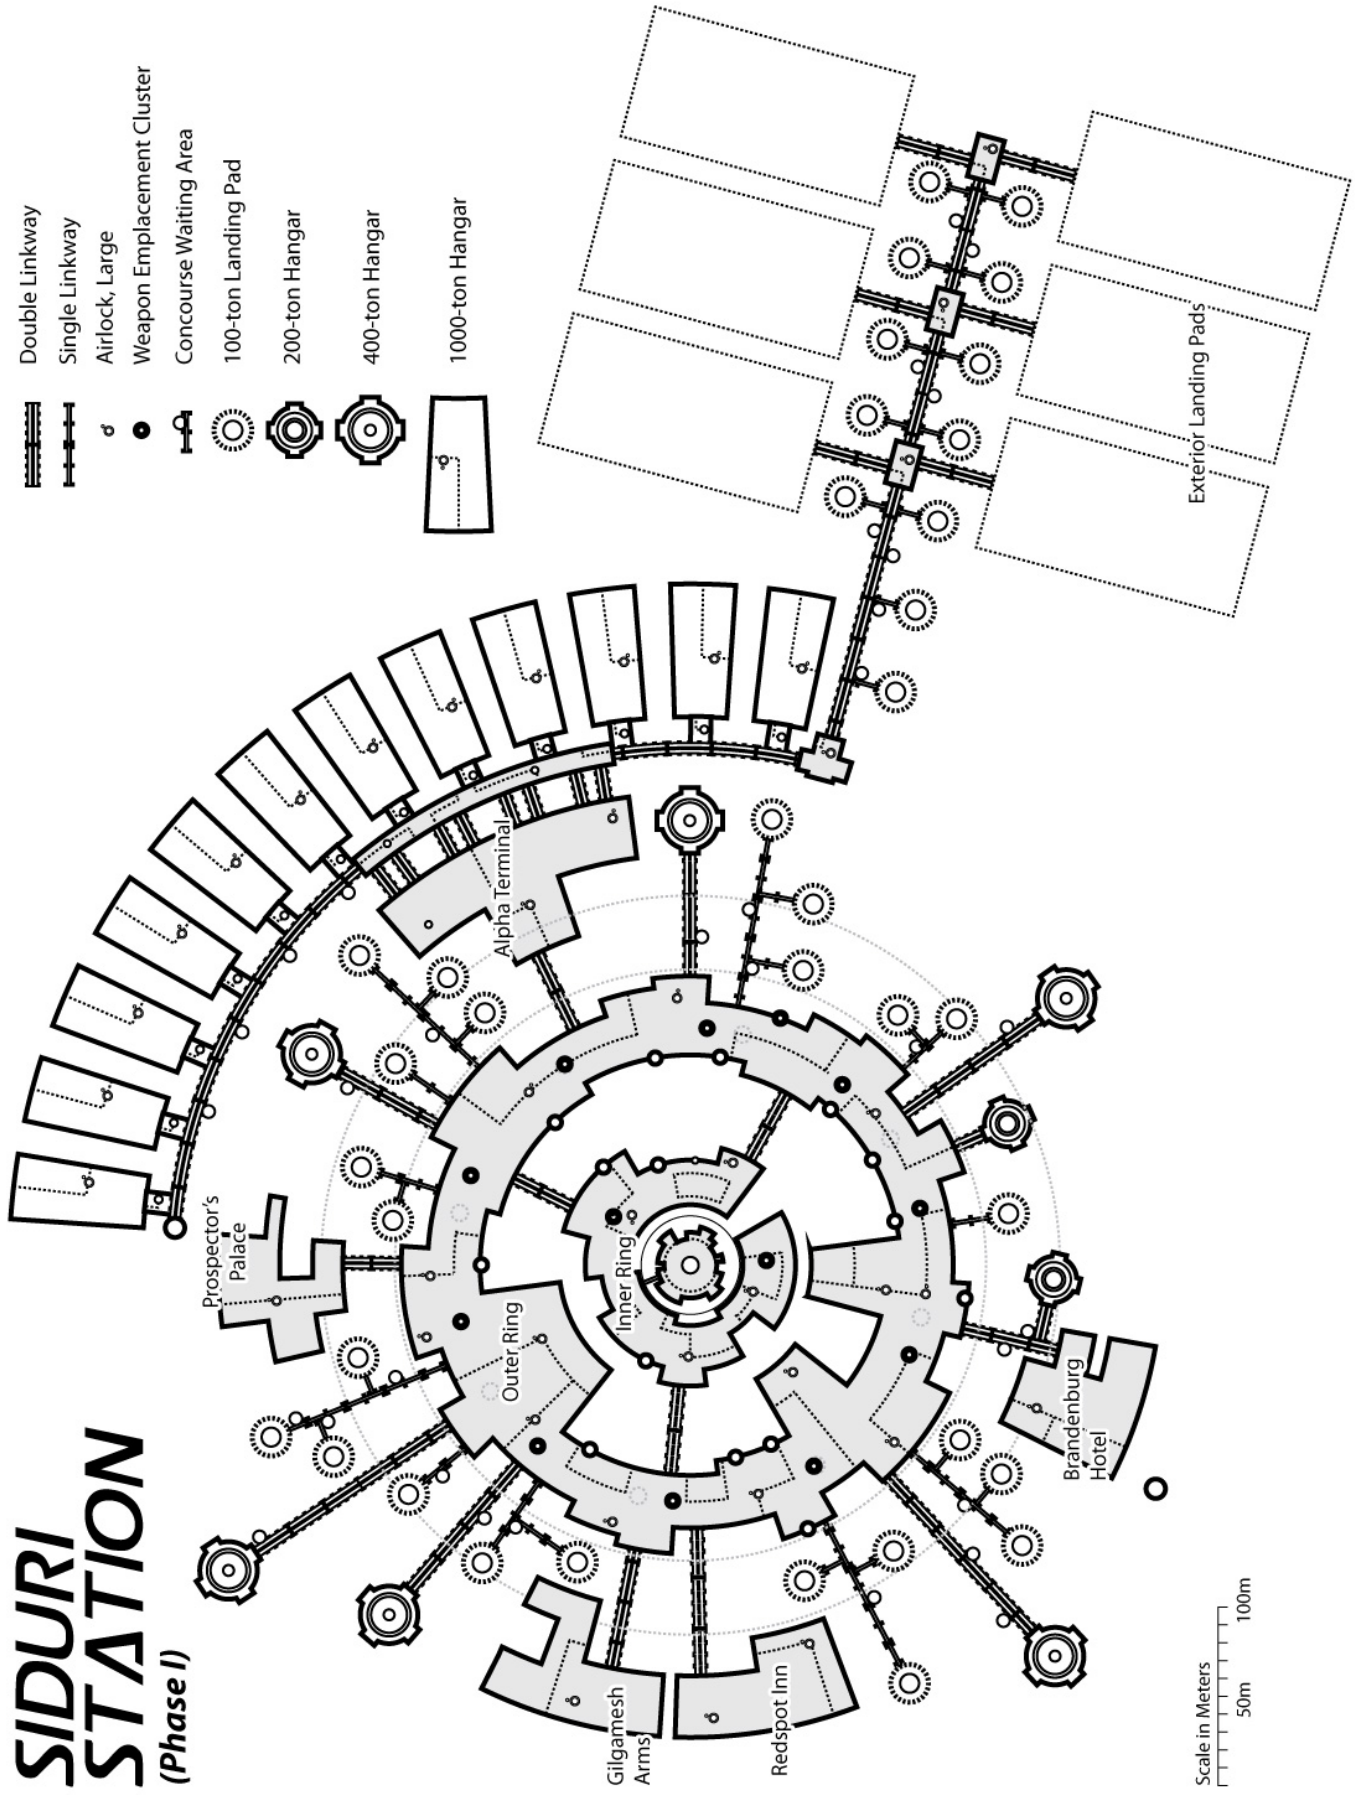 SIDURI
STATION
(Phase I)
Double Linkway
Single Linkway
Airlock, Large
Weapon Emplacement Cluster
Concourse Waiting Area
100-ton Landing Pad
200-ton Hangar
400-ton Hangar
1000-ton Hangar
Prospector's
Palace
Alpha Terminal
Outer Ring
Inner Ring
Gilgamesh
Arms
Redspot Inn
Brandenburg
Hotel
Exterior Landing Pads
Scale in Meters
50m
100m